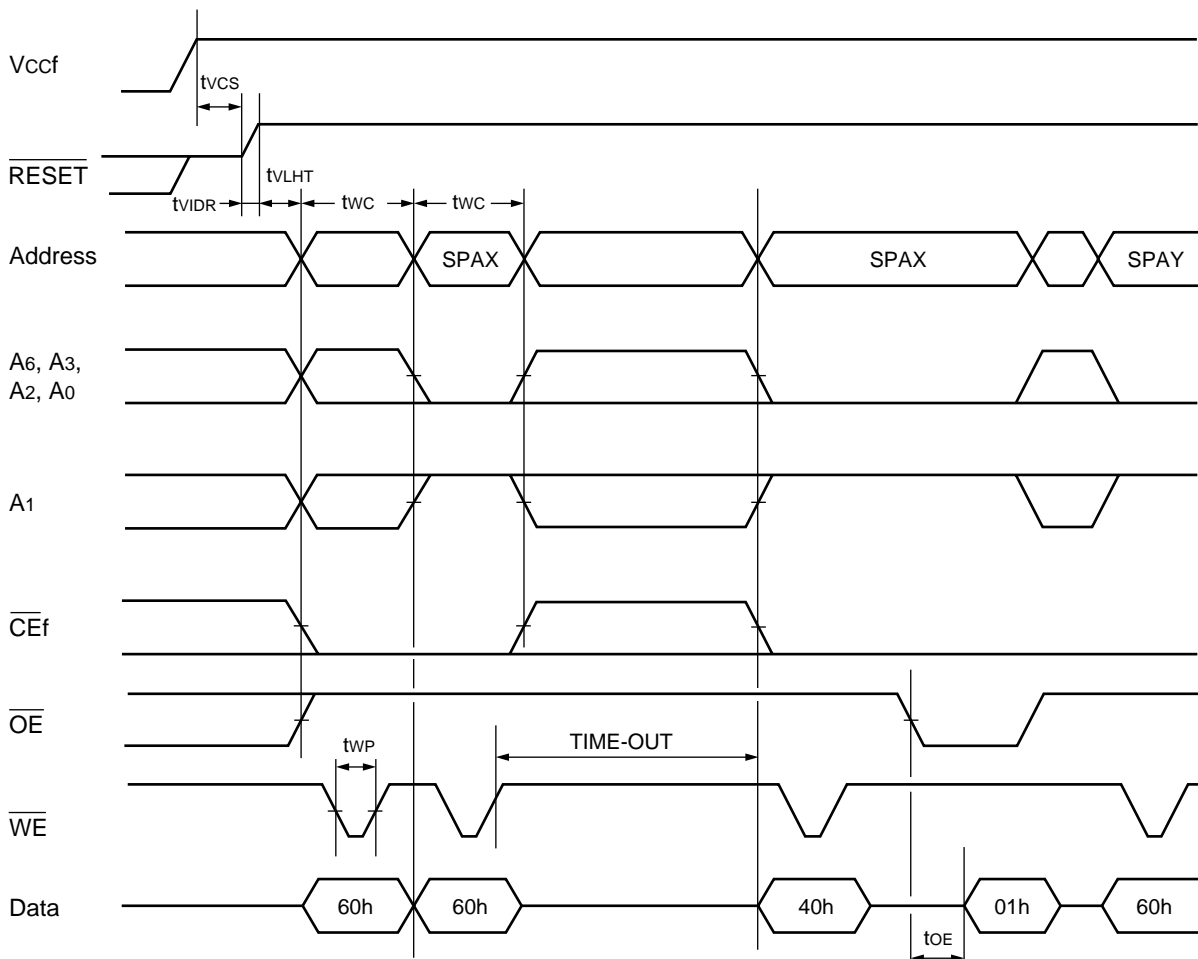 VCCf
tVCS
RESET
tVLHT
tVIDR
tWC
tWC
Address
SPAX
SPAX
SPAY
A6, A3,
A2, A0
A1
CEf
OE
tWP
TIME-OUT
WE
Data
60h
60h
40h
01h
60h
tOE